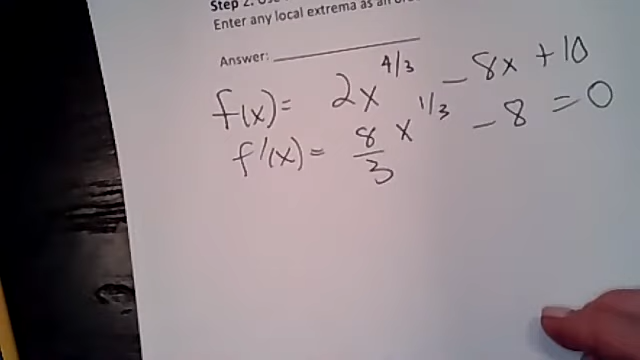 Step 2:
Enter any local extrema as an
Answer:
f(x) = 2x^{4/3} - 8x + 10
f'(x) = \frac{8}{3} x^{1/3} - 8 = 0